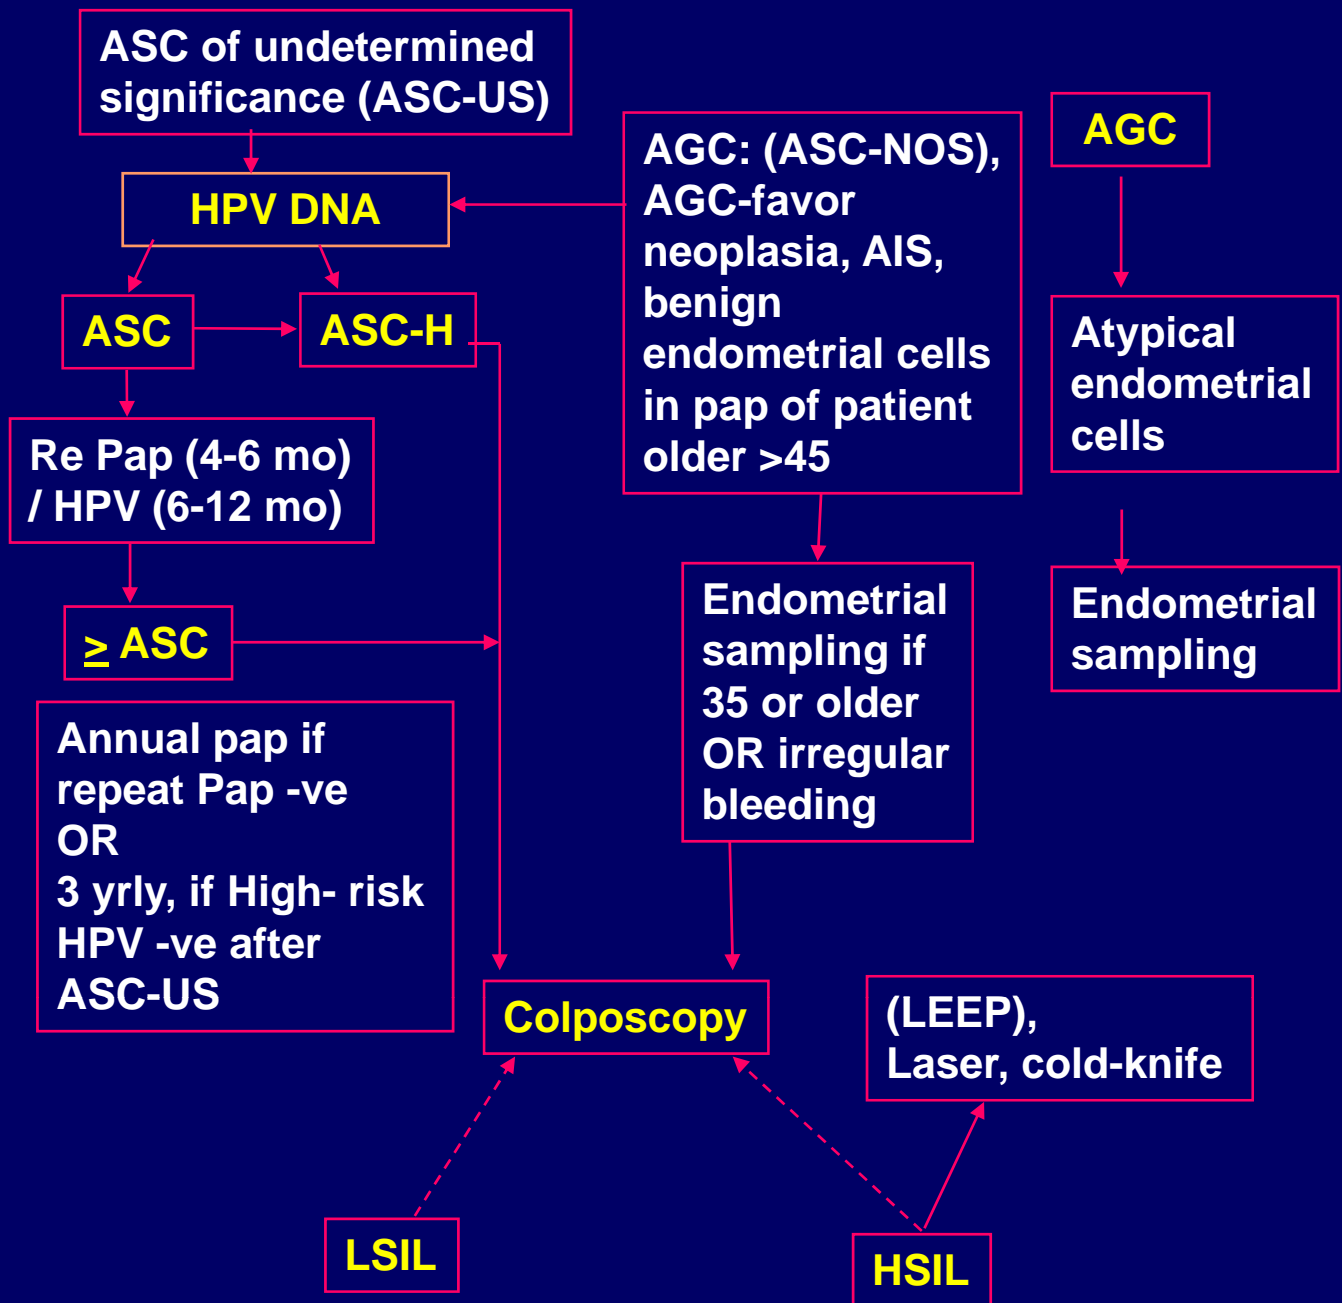 ASC of undetermined
significance (ASC-US)
HPV DNA
ASC
ASC-H
Re Pap (4-6 mo)
/ HPV (6-12 mo)
≥ ASC
Annual pap if
repeat Pap -ve
OR
3 yrly, if High- risk
HPV -ve after
ASC-US
AGC: (ASC-NOS),
AGC-favor
neoplasia, AIS,
benign
endometrial cells
in pap of patient
older >45
Endometrial
sampling if
35 or older
OR irregular
bleeding
AGC
Atypical
endometrial
cells
Endometrial
sampling
Colposcopy
(LEEP),
Laser, cold-knife
LSIL
HSIL